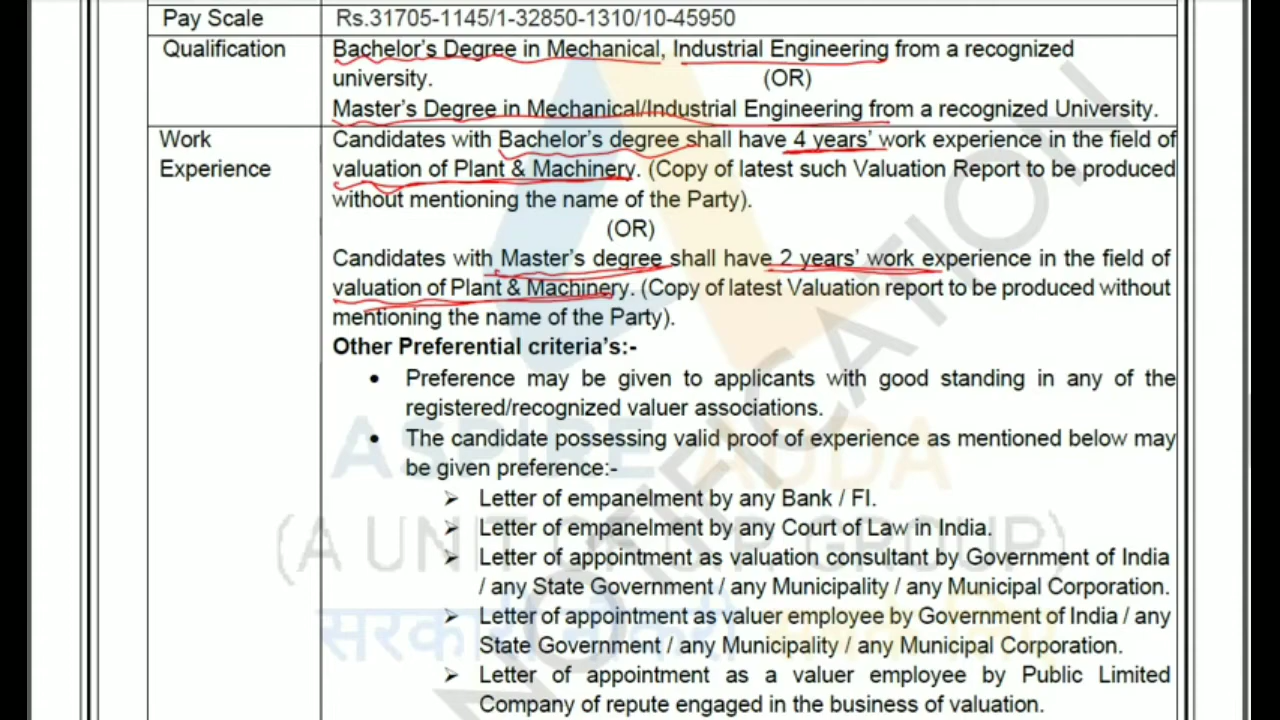 Pay Scale Rs.31705-1145/1-32850-1310/10-45950
Qualification Bachelor's Degree in Mechanical, Industrial Engineering from a recognized
university. (OR)
Master's Degree in Mechanical/Industrial Engineering from a recognized University.
Work Candidates with Bachelor's degree shall have 4 years' work experience in the field of
Experience valuation of Plant & Machinery. (Copy of latest such Valuation Report to be produced
without mentioning the name of the Party).
(OR)
Candidates with Master's degree shall have 2 years' work experience in the field of
valuation of Plant & Machinery. (Copy of latest Valuation report to be produced without
mentioning the name of the Party).
Other Preferential criteria's:-
• Preference may be given to applicants with good standing in any of the
registered/recognized valuer associations.
• The candidate possessing valid proof of experience as mentioned below may
be given preference:-
➢ Letter of empanelment by any Bank / FI.
➢ Letter of empanelment by any Court of Law in India.
➢ Letter of appointment as valuation consultant by Government of India
/ any State Government / any Municipality / any Municipal Corporation.
➢ Letter of appointment as valuer employee by Government of India / any
State Government / any Municipality / any Municipal Corporation.
➢ Letter of appointment as a valuer employee by Public Limited
Company of repute engaged in the business of valuation.
ASPIRE ADDA
(A UNIT GROUP)
सरकारी
NOTIFICATION